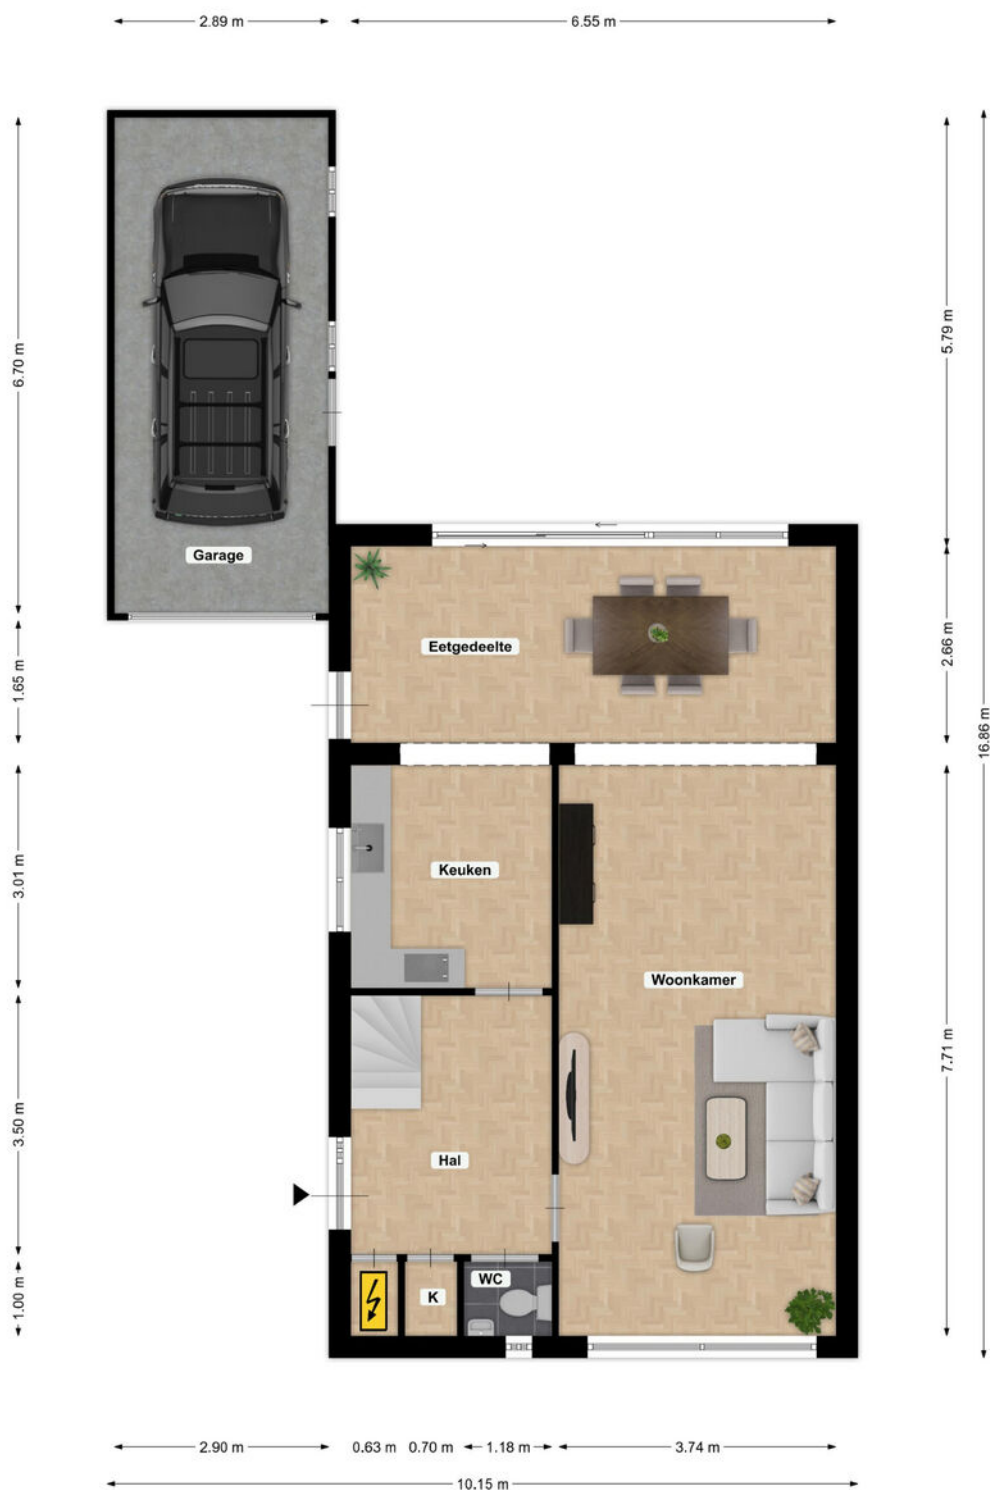 2.89 m
6.55 m
6.70 m
5.79 m
16.86 m
Garage
Eetgedeelte
1.65 m
2.66 m
Keuken
3.01 m
Woonkamer
7.71 m
3.50 m
Hal
WC
K
1.00 m
2.90 m
0.63 m
0.70 m
1.18 m
3.74 m
10.15 m